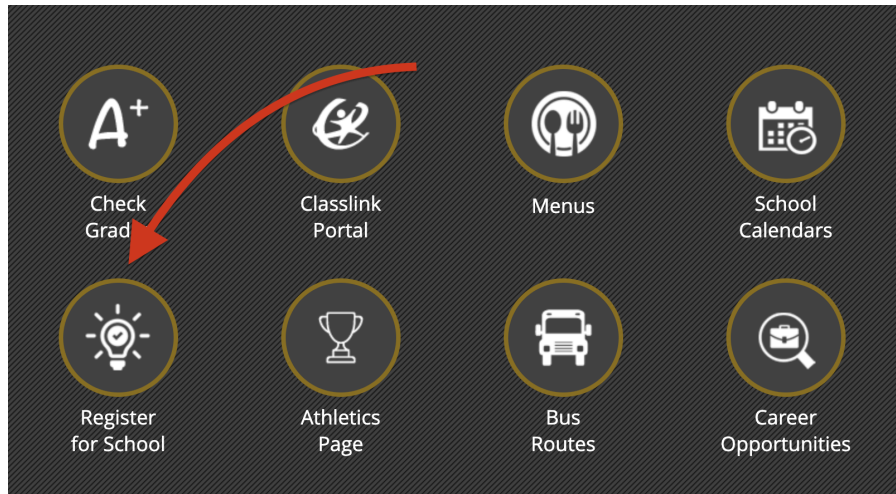 A+
Check
Classlink
Portal
Menus
School
Calendars
Register
for School
Athletics
Page
Bus
Routes
Career
Opportunities